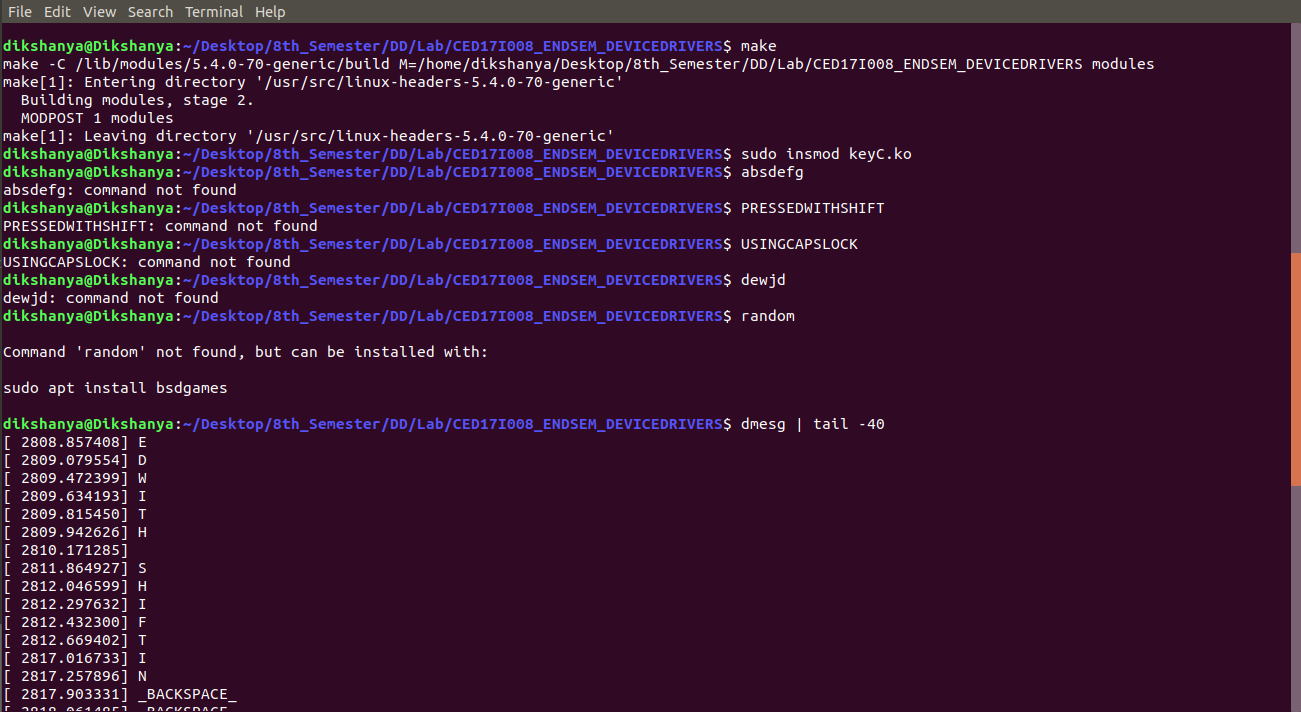 File Edit View Search Terminal Help
dikshanya@Dikshanya:~/Desktop/8th_Semester/DD/Lab/CED17I008_ENDSEM_DEVICEDRIVERS$ make
make -C /lib/modules/5.4.0-70-generic/build M=/home/dikshanya/Desktop/8th_Semester/DD/Lab/CED17I008_ENDSEM_DEVICEDRIVERS modules
make[1]: Entering directory '/usr/src/linux-headers-5.4.0-70-generic'
  Building modules, stage 2.
  MODPOST 1 modules
make[1]: Leaving directory '/usr/src/linux-headers-5.4.0-70-generic'
dikshanya@Dikshanya:~/Desktop/8th_Semester/DD/Lab/CED17I008_ENDSEM_DEVICEDRIVERS$ sudo insmod keyC.ko
dikshanya@Dikshanya:~/Desktop/8th_Semester/DD/Lab/CED17I008_ENDSEM_DEVICEDRIVERS$ absdefg
absdefg: command not found
dikshanya@Dikshanya:~/Desktop/8th_Semester/DD/Lab/CED17I008_ENDSEM_DEVICEDRIVERS$ PRESSEDWITHSHIFT
PRESSEDWITHSHIFT: command not found
dikshanya@Dikshanya:~/Desktop/8th_Semester/DD/Lab/CED17I008_ENDSEM_DEVICEDRIVERS$ USINGCAPSLOCK
USINGCAPSLOCK: command not found
dikshanya@Dikshanya:~/Desktop/8th_Semester/DD/Lab/CED17I008_ENDSEM_DEVICEDRIVERS$ dewjd
dewjd: command not found
dikshanya@Dikshanya:~/Desktop/8th_Semester/DD/Lab/CED17I008_ENDSEM_DEVICEDRIVERS$ random
Command 'random' not found, but can be installed with:
sudo apt install bsdgames
dikshanya@Dikshanya:~/Desktop/8th_Semester/DD/Lab/CED17I008_ENDSEM_DEVICEDRIVERS$ dmesg | tail -40
[ 2808.857408] E
[ 2809.079554] D
[ 2809.472399] W
[ 2809.634193] I
[ 2809.815450] T
[ 2809.942626] H
[ 2810.171285]
[ 2811.864927] S
[ 2812.046599] H
[ 2812.297632] I
[ 2812.432300] F
[ 2812.669402] T
[ 2817.016733] I
[ 2817.257896] N
[ 2817.903331] _BACKSPACE_